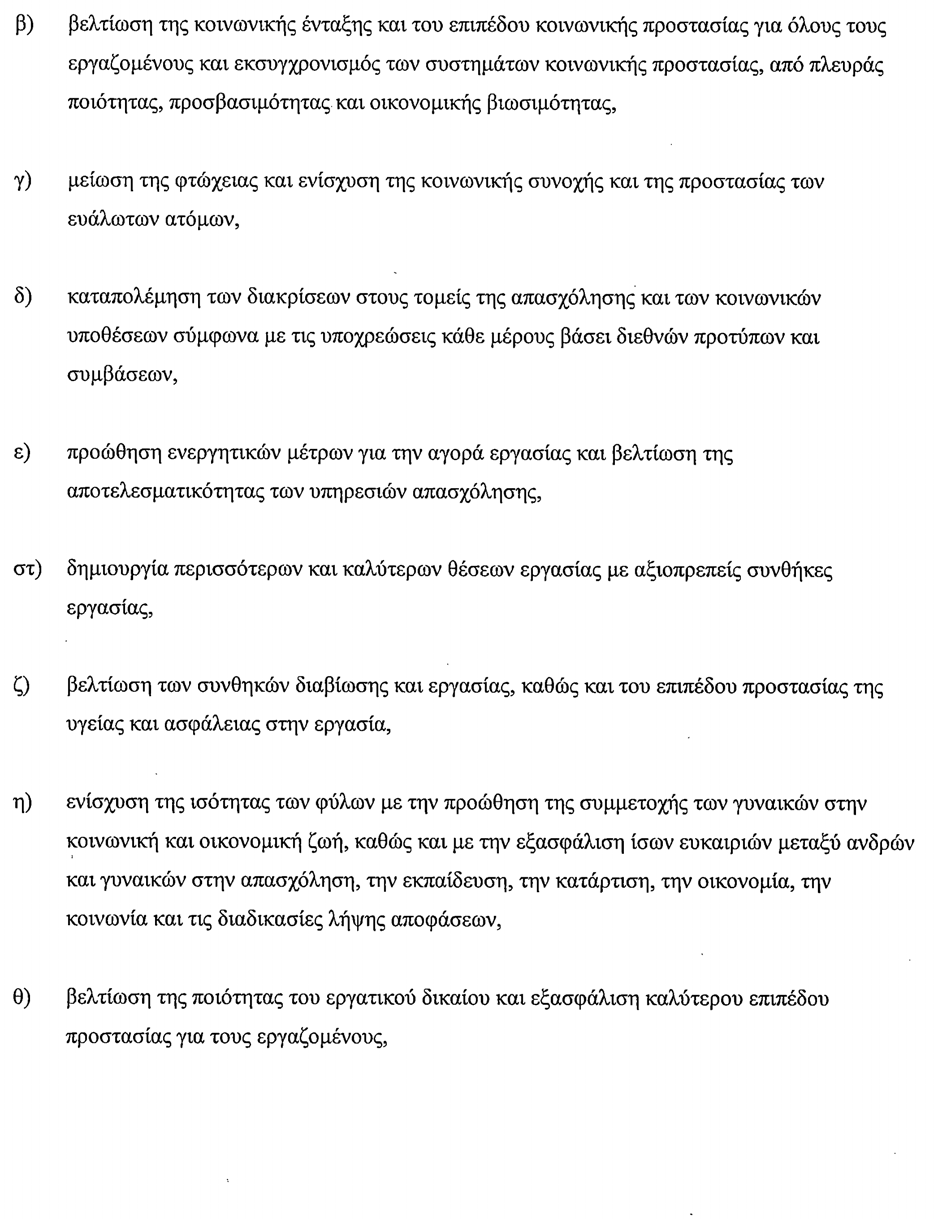 β) βελτίωση της κοινωνικής ένταξης και του επιπέδου κοινωνικής προστασίας για όλους τους
εργαζομένους και εκσυγχρονισμός των συστημάτων κοινωνικής προστασίας, από πλευράς
ποιότητας, προσβασιμότητας και οικονομικής βιωσιμότητας,
γ) μείωση της φτώχειας και ενίσχυση της κοινωνικής συνοχής και της προστασίας των
ευάλωτων ατόμων,
δ) καταπολέμηση των διακρίσεων στους τομείς της απασχόλησης και των κοινωνικών
υποθέσεων σύμφωνα με τις υποχρεώσεις κάθε μέρους βάσει διεθνών προτύπων και
συμβάσεων,
ε) προώθηση ενεργητικών μέτρων για την αγορά εργασίας και βελτίωση της
αποτελεσματικότητας των υπηρεσιών απασχόλησης,
στ) δημιουργία περισσότερων και καλύτερων θέσεων εργασίας με αξιοπρεπείς συνθήκες
εργασίας,
ζ) βελτίωση των συνθηκών διαβίωσης και εργασίας, καθώς και του επιπέδου προστασίας της
υγείας και ασφάλειας στην εργασία,
η) ενίσχυση της ισότητας των φύλων με την προώθηση της συμμετοχής των γυναικών στην
κοινωνική και οικονομική ζωή, καθώς και με την εξασφάλιση ίσων ευκαιριών μεταξύ ανδρών
και γυναικών στην απασχόληση, την εκπαίδευση, την κατάρτιση, την οικονομία, την
κοινωνία και τις διαδικασίες λήψης αποφάσεων,
θ) βελτίωση της ποιότητας του εργατικού δικαίου και εξασφάλιση καλύτερου επιπέδου
προστασίας για τους εργαζομένους,